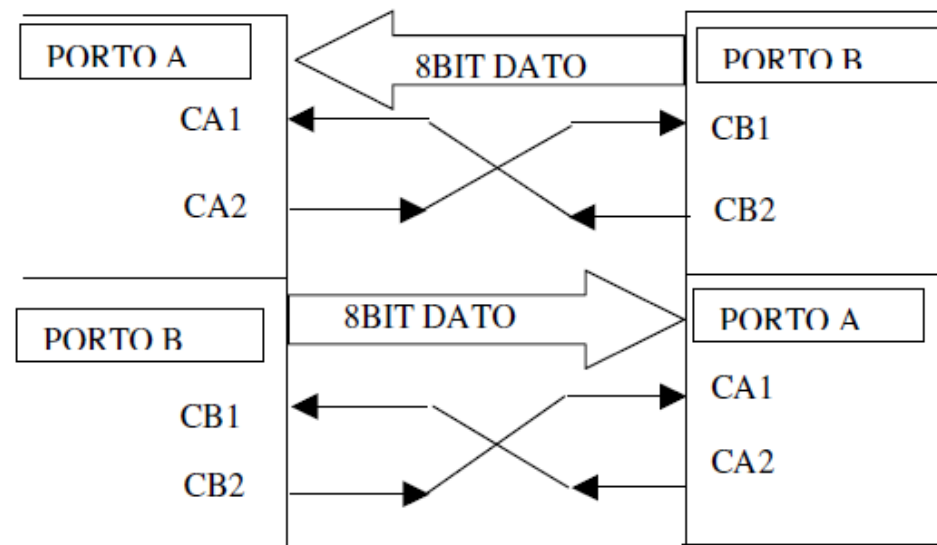 PORTO A
8BIT DATO
PORTO B
CA1
CB1
CA2
CB2
PORTO B
8BIT DATO
PORTO A
CB1
CA1
CB2
CA2